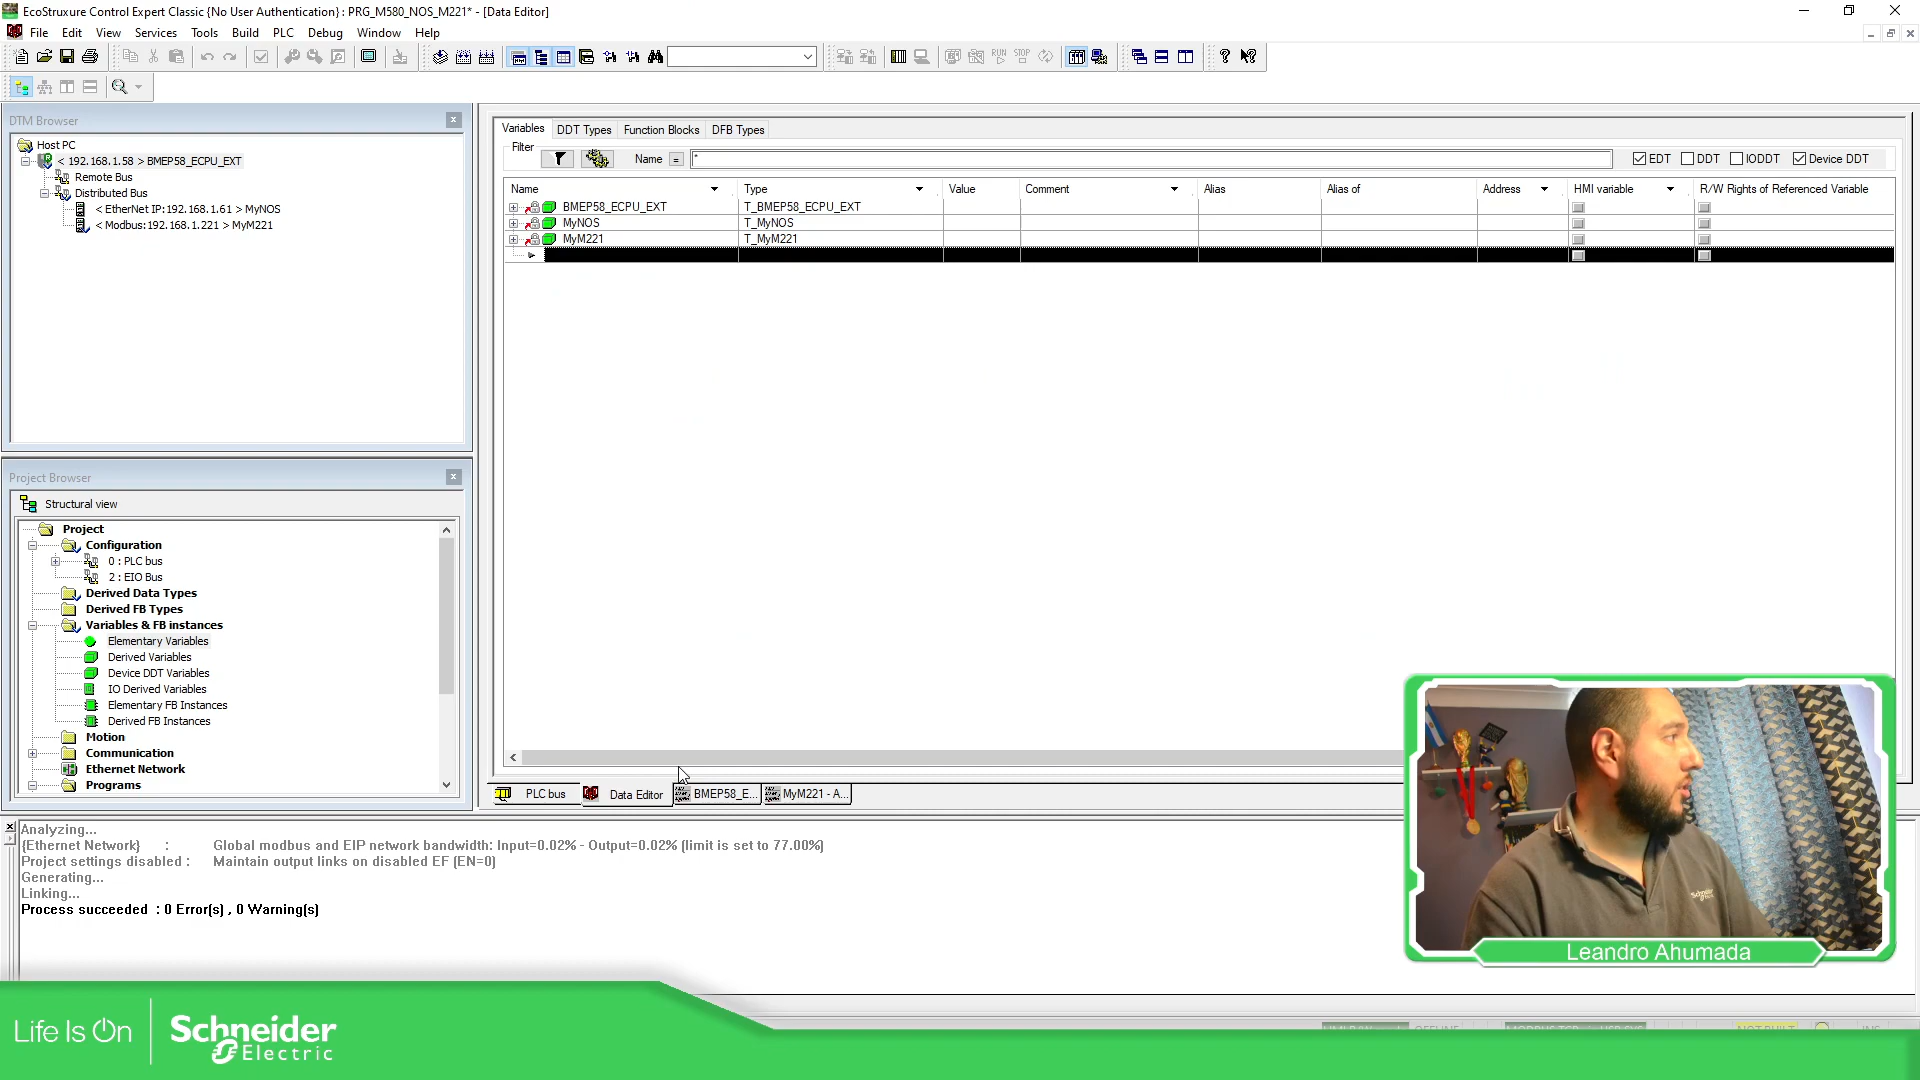 EcoStruxure Control Expert Classic {No User Authentication} : PRG_M580_NOS_M221* - [Data Editor]
File Edit View Services Tools Build PLC Debug Window Help
RUN STOP
DTM Browser
Host PC
< 192.168.1.58 > BMEP58_ECPU_EXT
Remote Bus
Distributed Bus
< EtherNet IP:192.168.1.61 > MyNOS
< Modbus:192.168.1.221 > MyM221
Project Browser
Structural view
Project
Configuration
0 : PLC bus
2 : EIO Bus
Derived Data Types
Derived FB Types
Variables & FB instances
Elementary Variables
Derived Variables
Device DDT Variables
IO Derived Variables
Elementary FB Instances
Derived FB Instances
Motion
Communication
Ethernet Network
Programs
Variables DDT Types Function Blocks DFB Types
Filter
Name = * EDT DDT IODDT Device DDT
Name Type Value Comment Alias Alias of Address HMI variable R/W Rights of Referenced Variable
BMEP58_ECPU_EXT T_BMEP58_ECPU_EXT
MyNOS T_MyNOS
MyM221 T_MyM221
PLC bus Data Editor BMEP58_E... MyM221 - A...
Analyzing...
{Ethernet Network} : Global modbus and EIP network bandwidth: Input=0.02% - Output=0.02% (limit is set to 77.00%)
Project settings disabled : Maintain output links on disabled EF (EN=0)
Generating...
Linking...
Process succeeded : 0 Error(s) , 0 Warning(s)
Schneider
Leandro Ahumada
Life Is On
Schneider
Electric